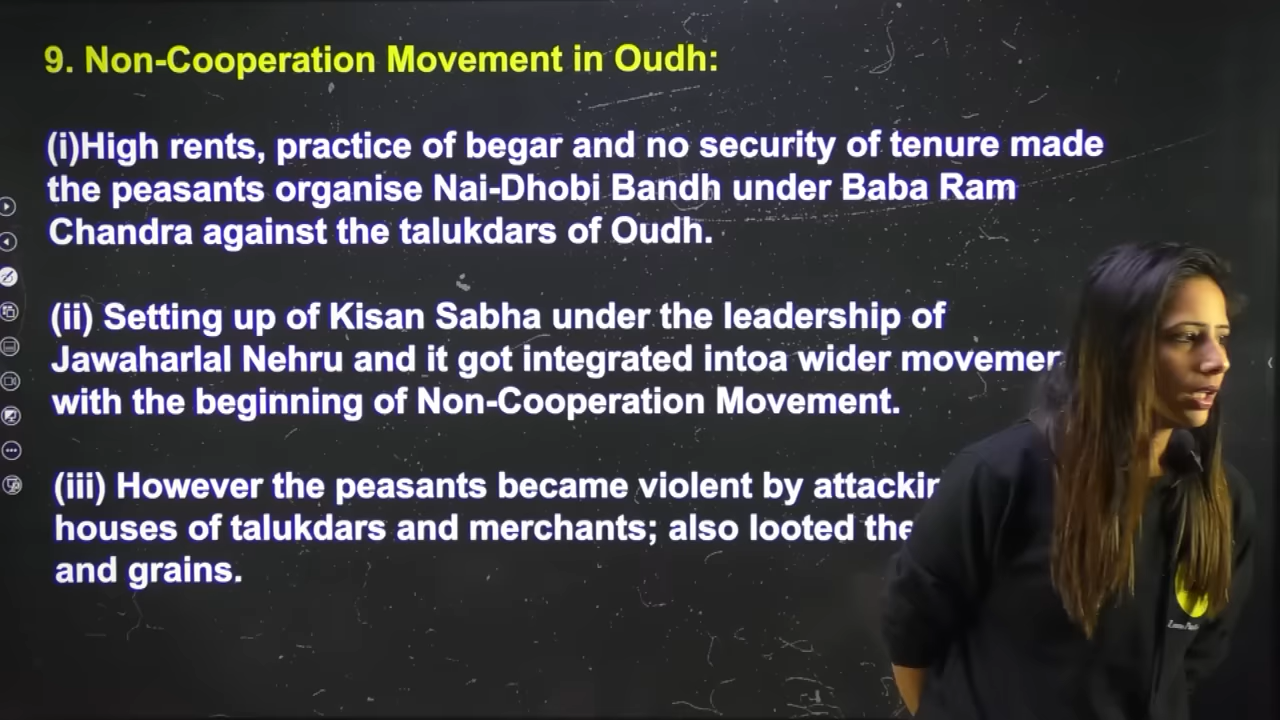 9. Non-Cooperation Movement in Oudh:
(i)High rents, practice of begar and no security of tenure made
the peasants organise Nai-Dhobi Bandh under Baba Ram
Chandra against the talukdars of Oudh.
(ii) Setting up of Kisan Sabha under the leadership of
Jawaharlal Nehru and it got integrated intoa wider movemen
with the beginning of Non-Cooperation Movement.
(iii) However the peasants became violent by attackin
houses of talukdars and merchants; also looted the
and grains.